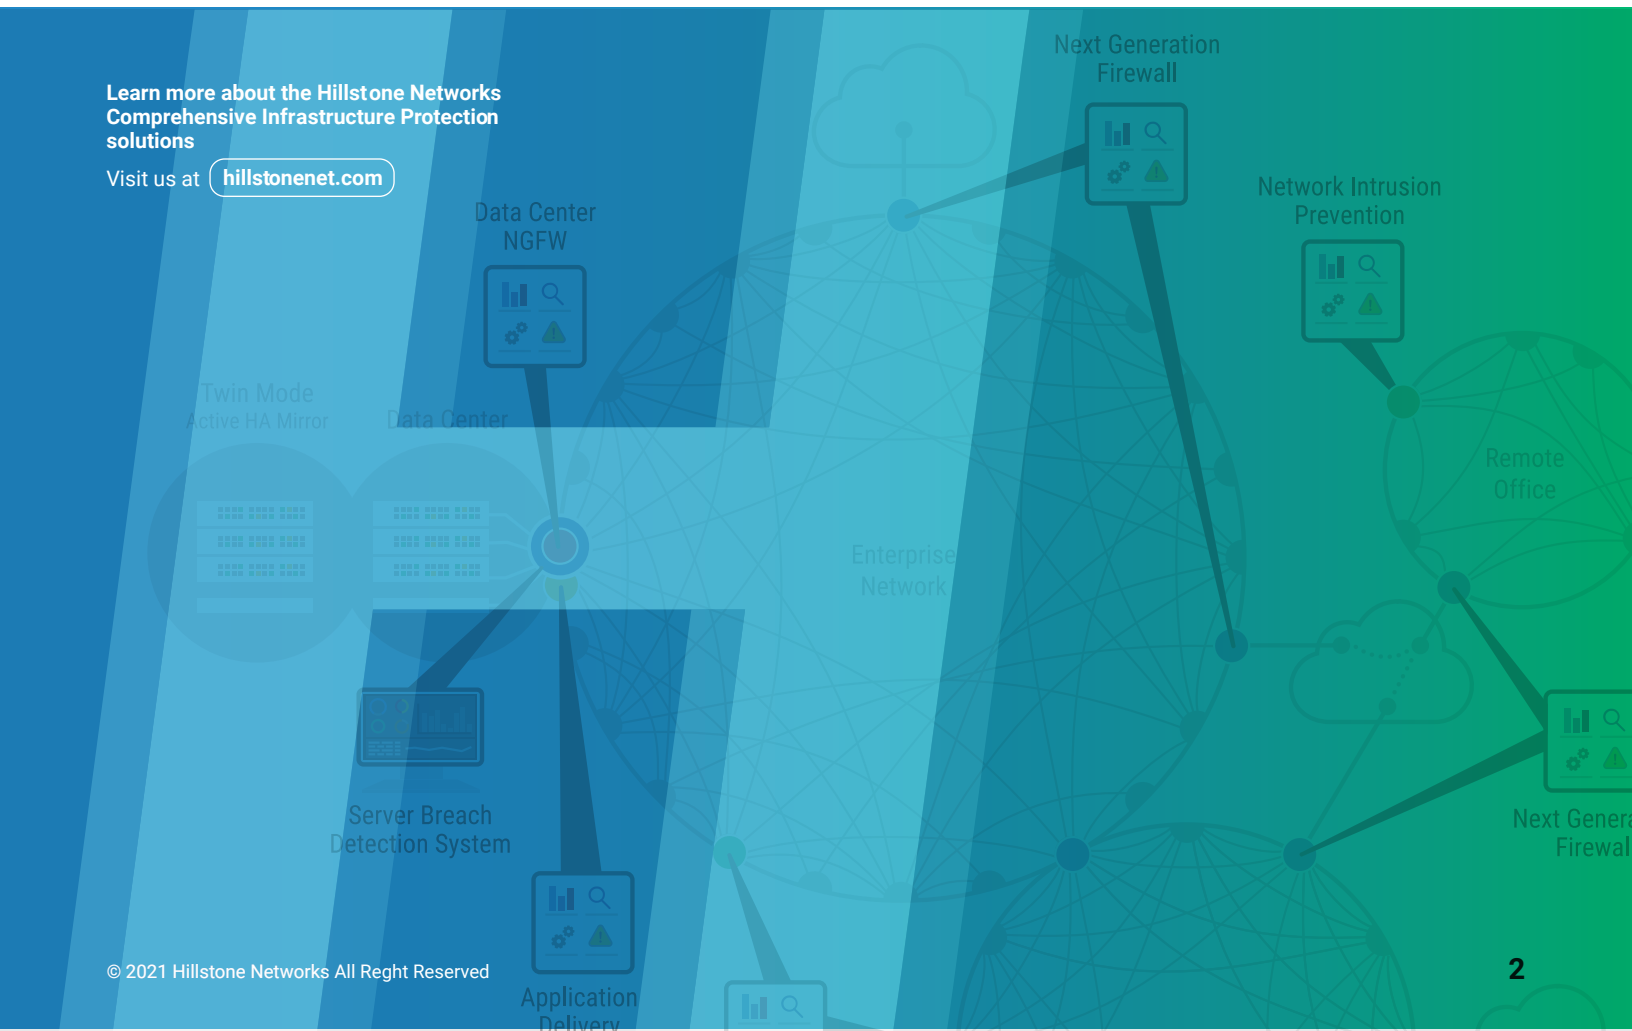 Learn more about the Hillstone Networks
Comprehensive Infrastructure Protection
solutions
Visit us at hillstonenet.com
Next Generation
Firewall
Network Intrusion
Prevention
Data Center
NGFW
Twin Mode
Active HA Mirror
Data Center
Remote
Office
Enterprise
Network
Server Breach
Detection System
Next Genera
Firewal
Application
Delivery
© 2021 Hillstone Networks All Reght Reserved
2